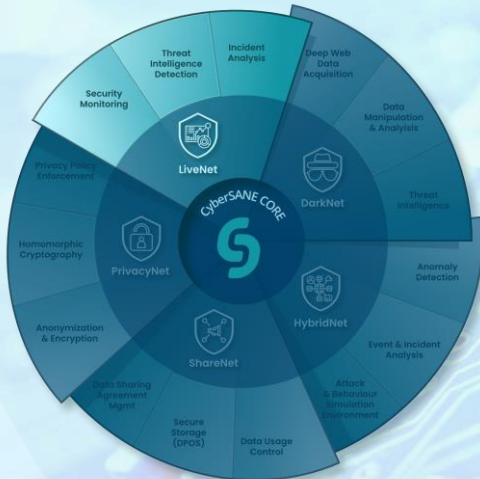 Incident
Analysis
Threat
Intelligence
Detection
Security
Monitoring
LiveNet
Deep Web
Data
Acquisition
Data
Manipulation
& Analyisis
Threat
Intelligence
DarkNet
Anomaly
Detection
Event & Incident
Analysis
Attack
& Behaviour
Simulation
Environment
HybridNet
Data Usage
Control
Secure
Storage
(DPOS)
Data Sharing
Agreement
Mgmt
ShareNet
Anonymization
& Encryption
Homomorphic
Cryptography
Privacy Policy
Enforcement
PrivacyNet
CyberSANE CORE